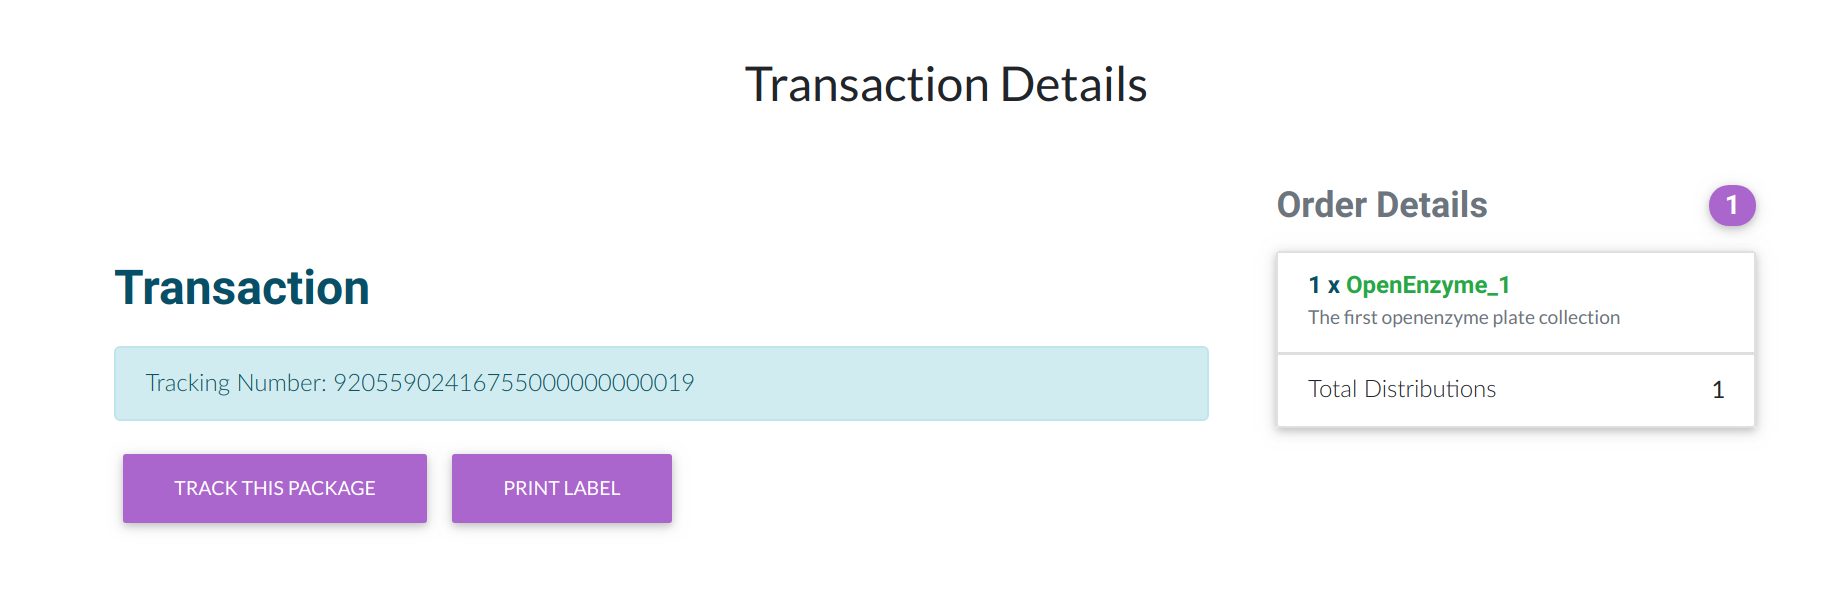 Transaction Details
Transaction
Tracking Number: 92055902416755000000000019
TRACK THIS PACKAGE
PRINT LABEL
Order Details
1
1 x OpenEnzyme_1
The first openenzyme plate collection
Total Distributions
1